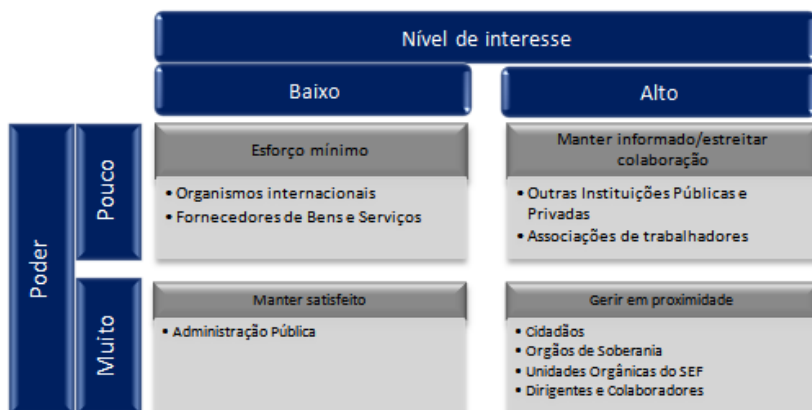 Nível de interesse
Baixo
Alto
Poder
Pouco
Esforço mínimo
• Organismos internacionais
• Fornecedores de Bens e Serviços
Manter informado/estreitar
colaboração
• Outras Instituições Públicas e
Privadas
• Associações de trabalhadores
Muito
Manter satisfeito
• Administração Pública
Gerir em proximidade
• Cidadãos
• Orgãos de Soberania
• Unidades Orgânicas do SEF
• Dirigentes e Colaboradores